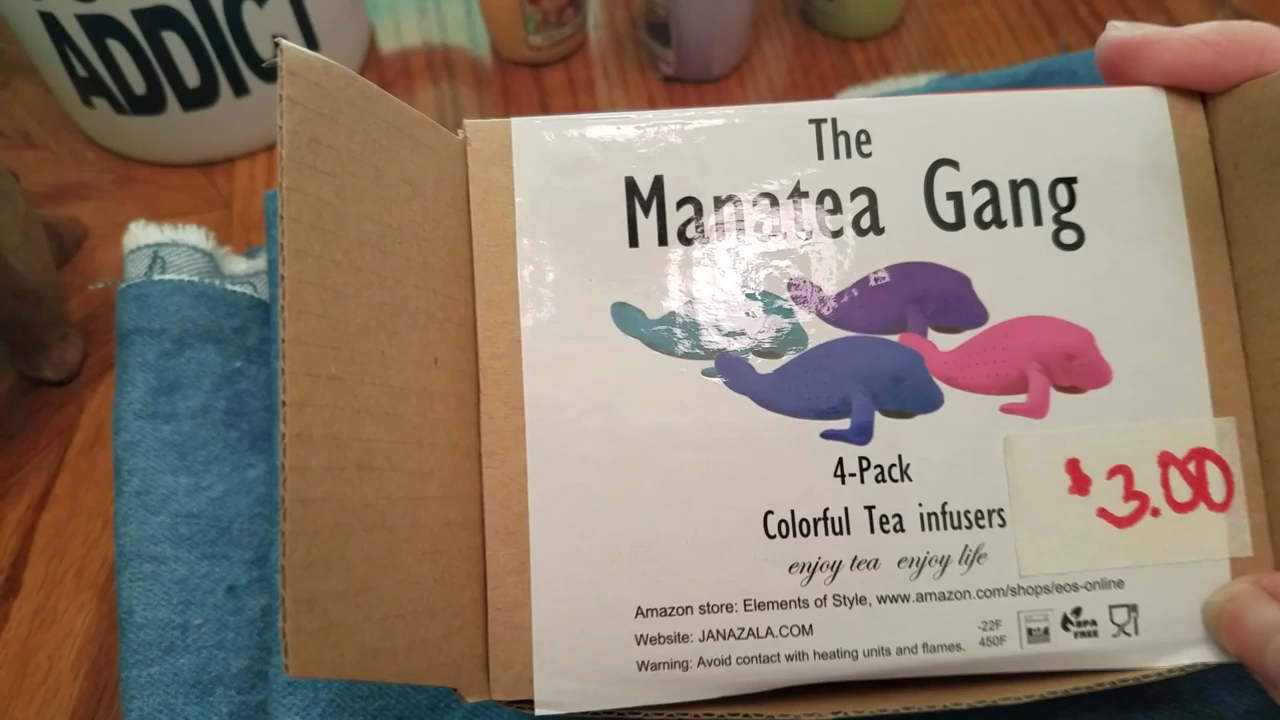 ADDICT
The
Manatea Gang
4-Pack
Colorful Tea infusers
$3.00
enjoy tea enjoy life
Amazon store: Elements of Style, www.amazon.com/shops/eos-online
Website: JANAZALA.COM
Warning: Avoid contact with heating units and flames.
-22F
450F
BPA
FREE